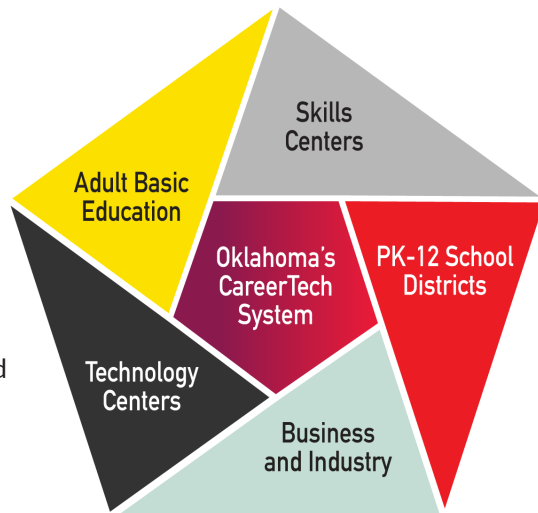 Skills
Centers
Adult Basic
Education
Oklahoma's
CareerTech
System
PK-12 School
Districts
Technology
Centers
Business
and Industry